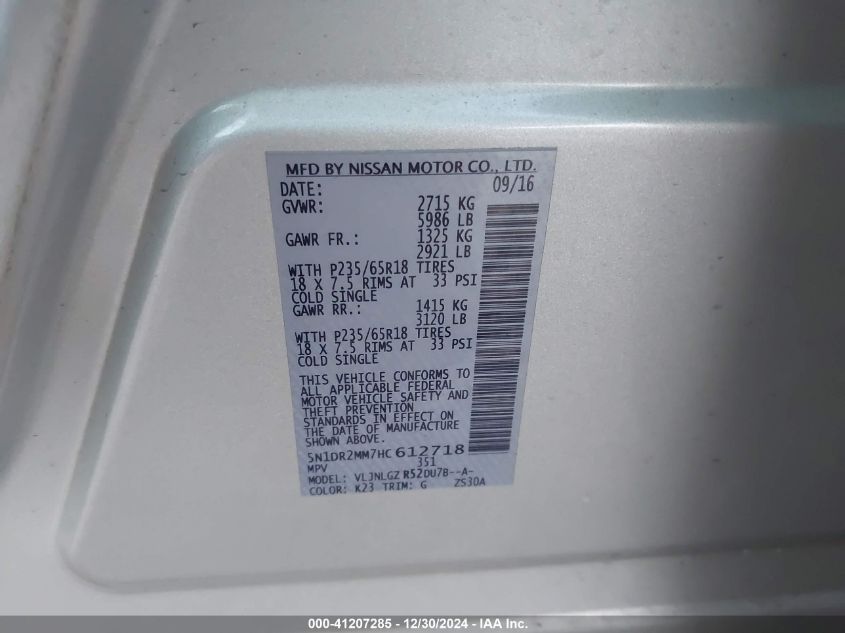 MFD BY NISSAN MOTOR CO., LTD.
DATE: 09/16
GVWR: 2715 KG
5986 LB
GAWR FR.: 1325 KG
2921 LB
WITH P235/65R18 TIRES
18 X 7.5 RIMS AT 33 PSI
COLD SINGLE
GAWR RR.: 1415 KG
3120 LB
WITH P235/65R18 TIRES
18 X 7.5 RIMS AT 33 PSI
COLD SINGLE
THIS VEHICLE CONFORMS TO
ALL APPLICABLE FEDERAL
MOTOR VEHICLE SAFETY AND
THEFT PREVENTION
STANDARDS IN EFFECT ON
THE DATE OF MANUFACTURE
SHOWN ABOVE.
5N1DR2MM7HC612718
MPV 351
MODEL: VLJNLGZ R52DU7B--A-
COLOR: K23 TRIM: G ZS30A
000-41207285 - 12/30/2024 - IAA Inc.